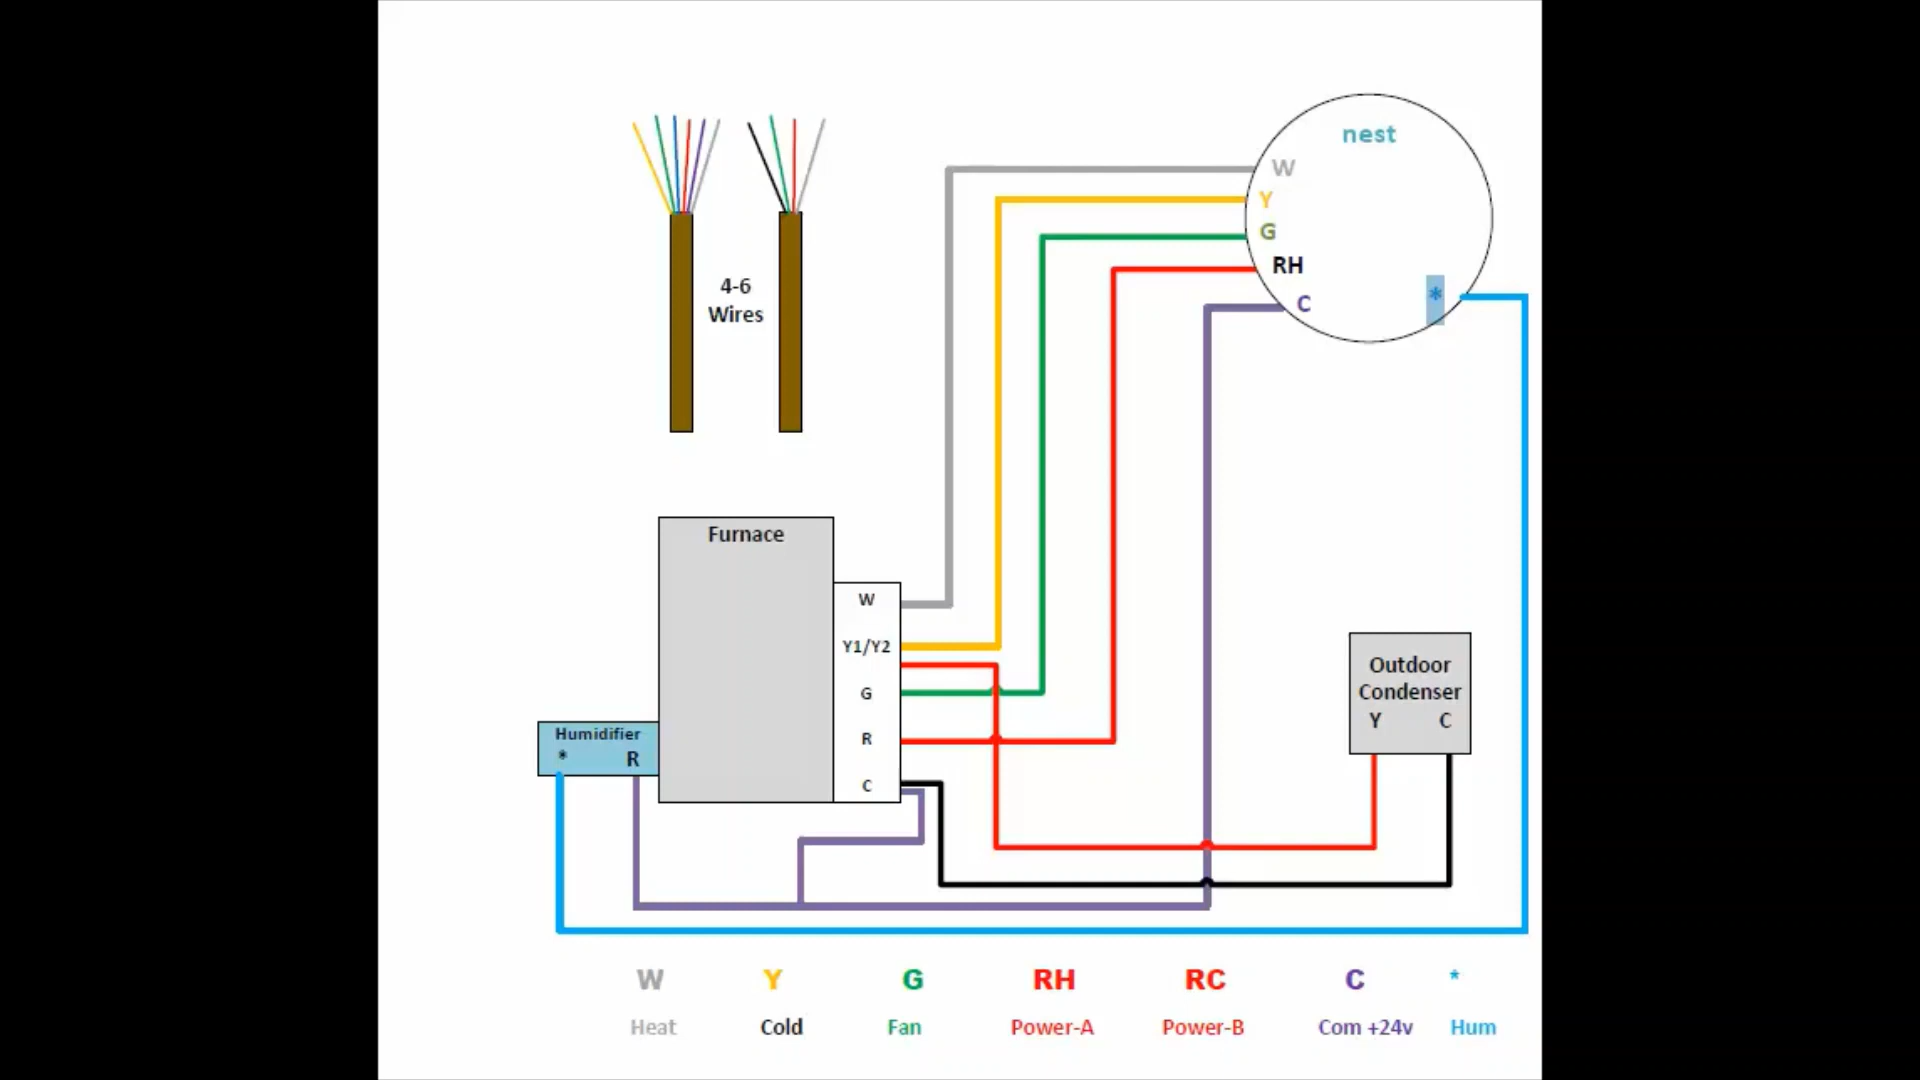 nest
W
Y
G
RH
C
*
4-6
Wires
Furnace
W
Y1/Y2
G
R
C
Humidifier
* R
Outdoor
Condenser
Y C
W Y G RH RC C *
Heat Cold Fan Power-A Power-B Com +24v Hum